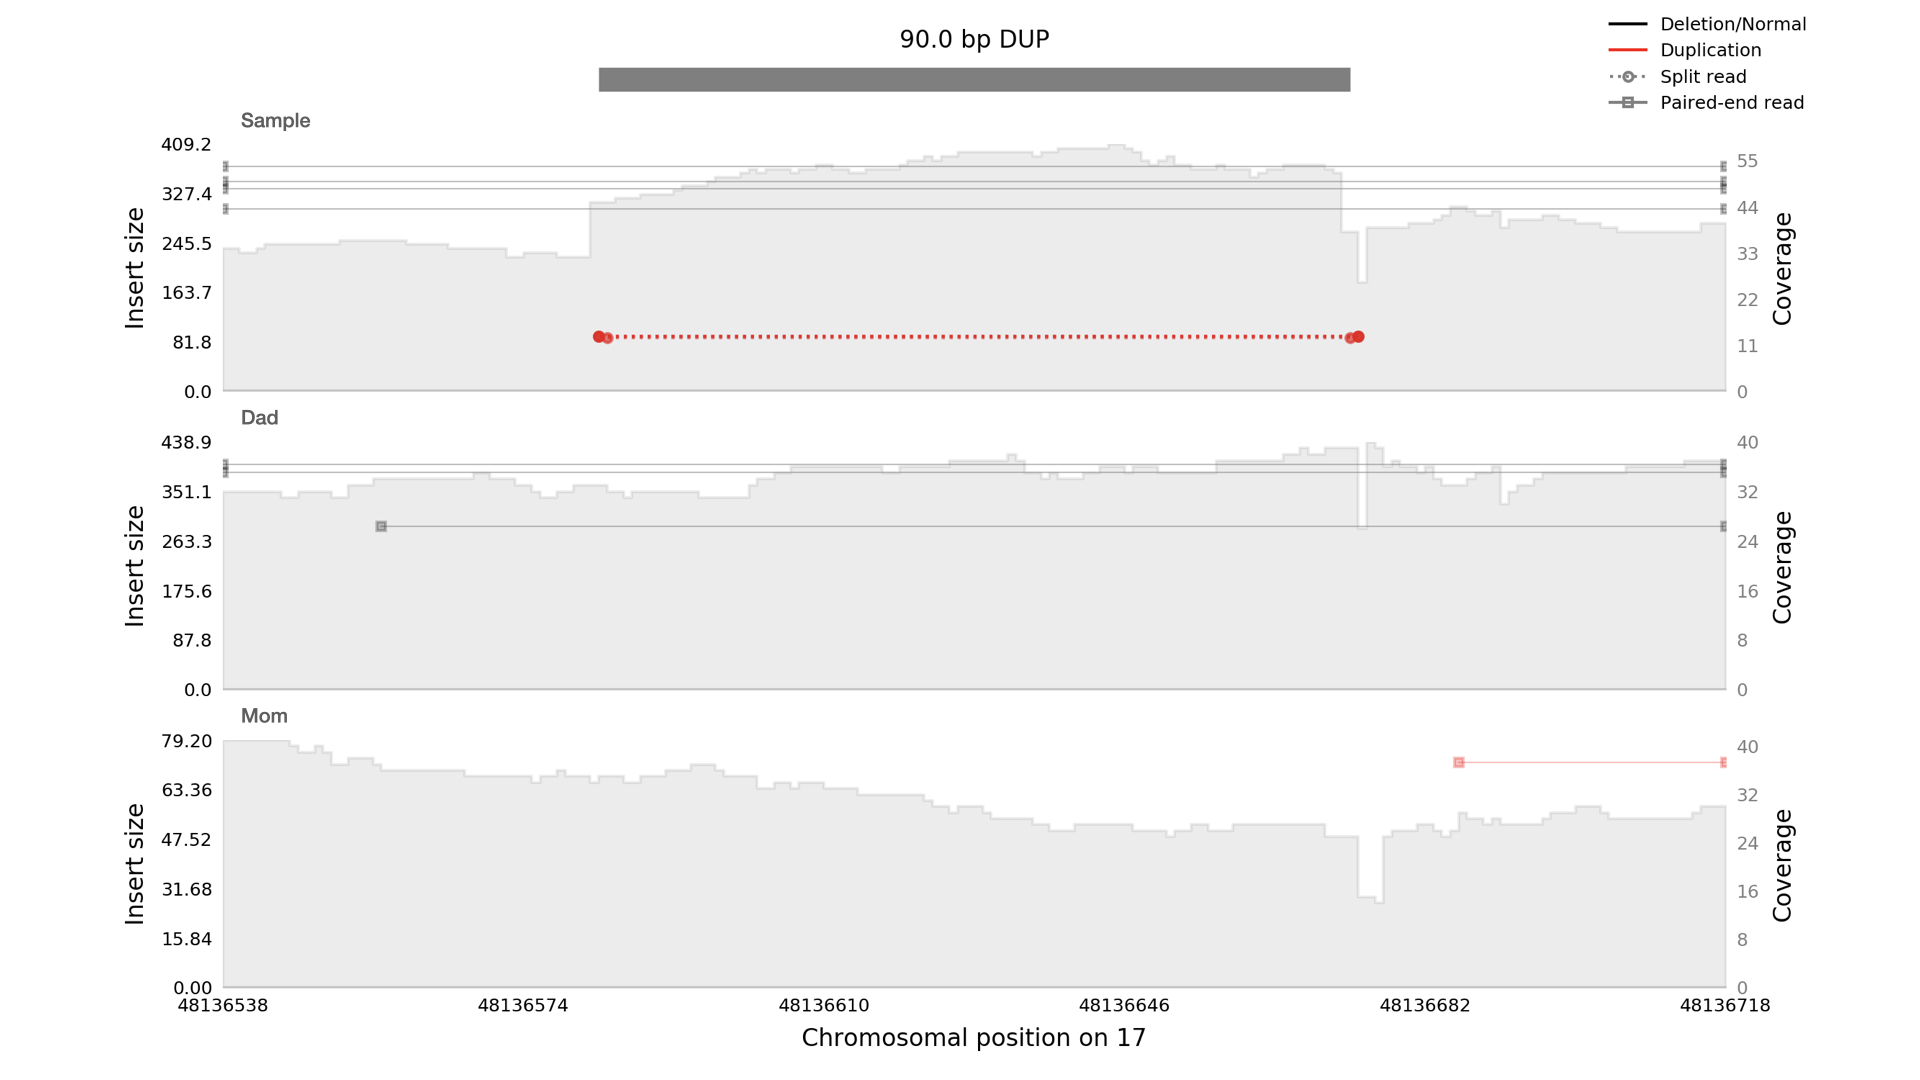 90.0 bp DUP
Deletion/Normal
Duplication
Split read
Paired-end read
Sample
409.2
327.4
245.5
163.7
81.8
0.0
Insert size
55
44
33
22
11
0
Coverage
Dad
438.9
351.1
263.3
175.6
87.8
0.0
Insert size
40
32
24
16
8
0
Coverage
Mom
79.20
63.36
47.52
31.68
15.84
0.00
Insert size
40
32
24
16
8
0
Coverage
48136538 48136574 48136610 48136646 48136682 48136718
Chromosomal position on 17